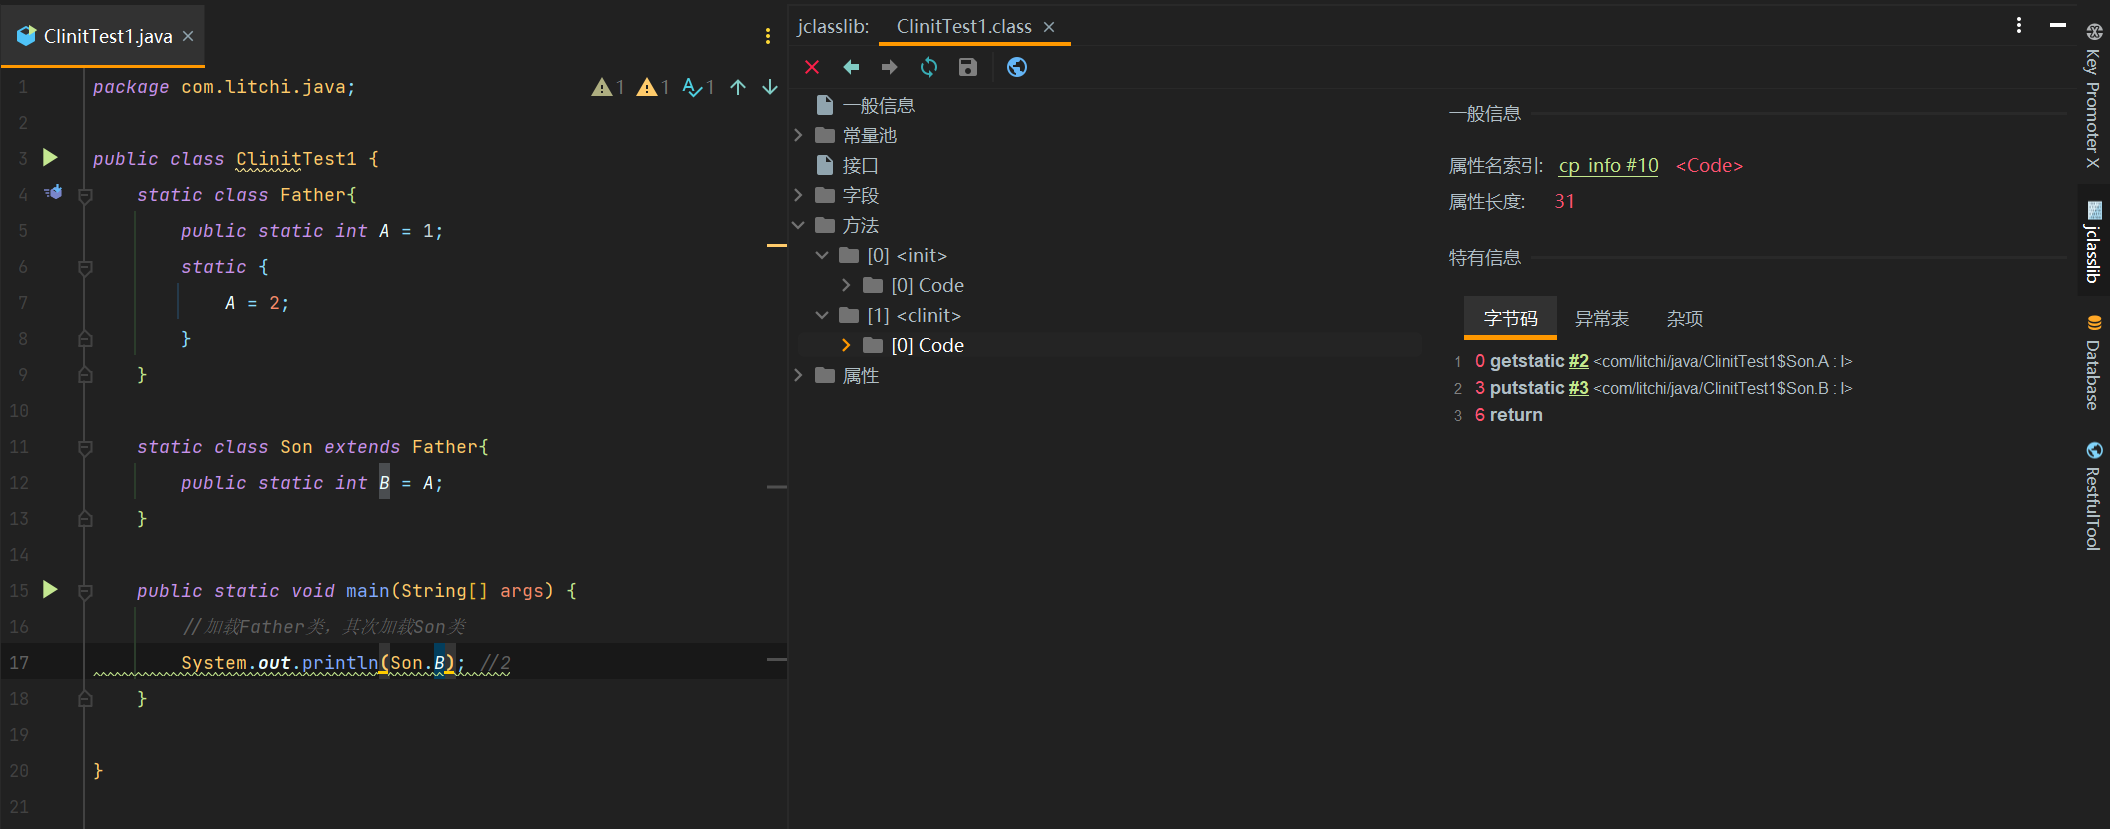 ClinitTest1.java
1 package com.litchi.java;
1 1 1
2
3 public class ClinitTest1 {
4 static class Father{
5 public static int A = 1;
6 static {
7 A = 2;
8 }
9 }
10
11 static class Son extends Father{
12 public static int B = A;
13 }
14
15 public static void main(String[] args) {
16 //加载Father类，其次加载Son类
17 System.out.println(Son.B); //2
18 }
19
20 }
21
jclasslib: ClinitTest1.class
一般信息
常量池
接口
字段
方法
[0] <init>
[0] Code
[1] <clinit>
[0] Code
属性
一般信息
属性名索引: cp_info #10 <Code>
属性长度: 31
特有信息
字节码 异常表 杂项
1 0 getstatic #2 <com/litchi/java/ClinitTest1$Son.A : I>
2 3 putstatic #3 <com/litchi/java/ClinitTest1$Son.B : I>
3 6 return
Key Promoter X
jclasslib
Database
RestfulTool